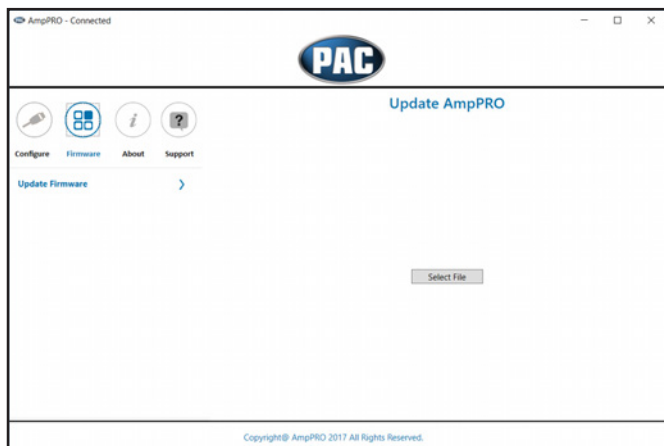 AmpPRO - Connected
PAC
Configure Firmware About Support
Update Firmware
Update AmpPRO
Select File
Copyright@ AmpPRO 2017 All Rights Reserved.